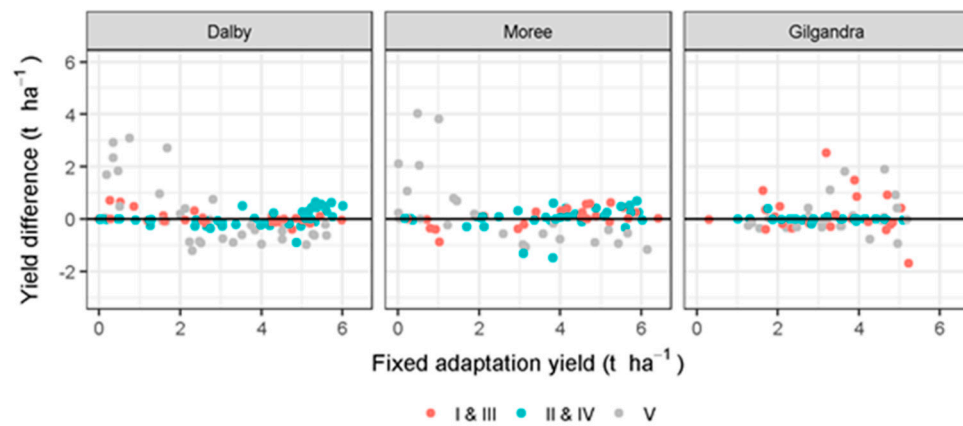 Dalby Moree Gilgandra
6
4
2
0
-2
Yield difference (t ha⁻¹)
0 2 4 6 0 2 4 6 0 2 4 6
Fixed adaptation yield (t ha⁻¹)
I & III II & IV V